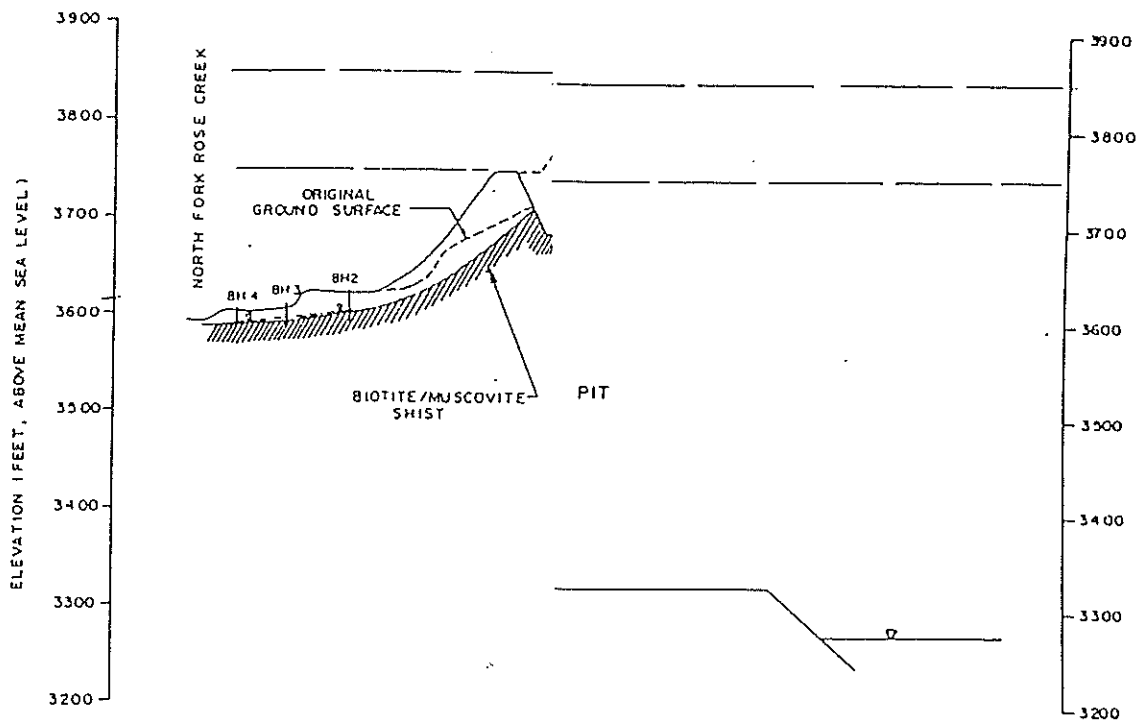 3900
3800
3700
3600
3500
3400
3300
3200
ELEVATION (FEET, ABOVE MEAN SEA LEVEL)
NORTH FORK ROSE CREEK
ORIGINAL
GROUND SURFACE
BH4
BH3
BH2
BIOTITE/MUSCOVITE
SHIST
PIT
3900
3800
3700
3600
3500
3400
3300
3200